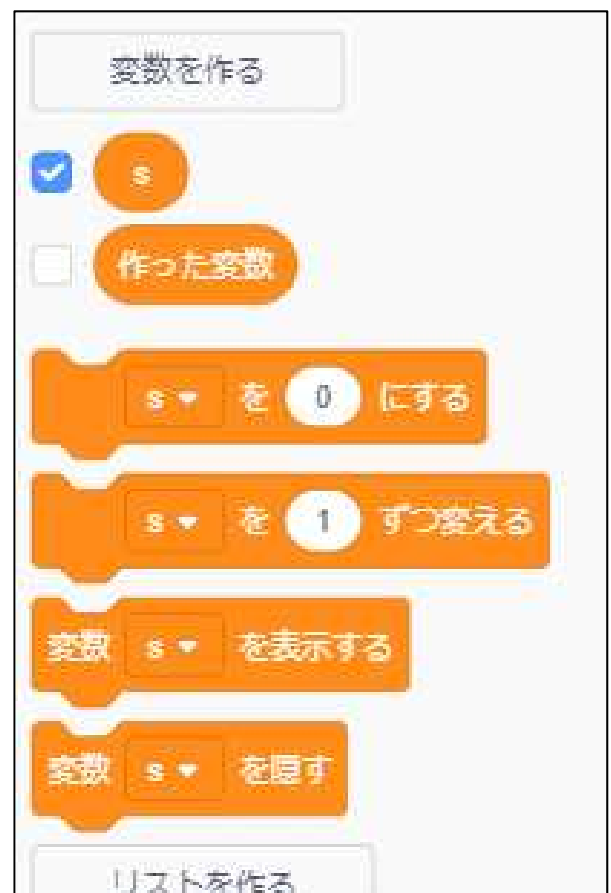 変数を作る
s
作った変数
s を 0 にする
s を 1 ずつ変える
変数 s を表示する
変数 s を隠す
リストを作る